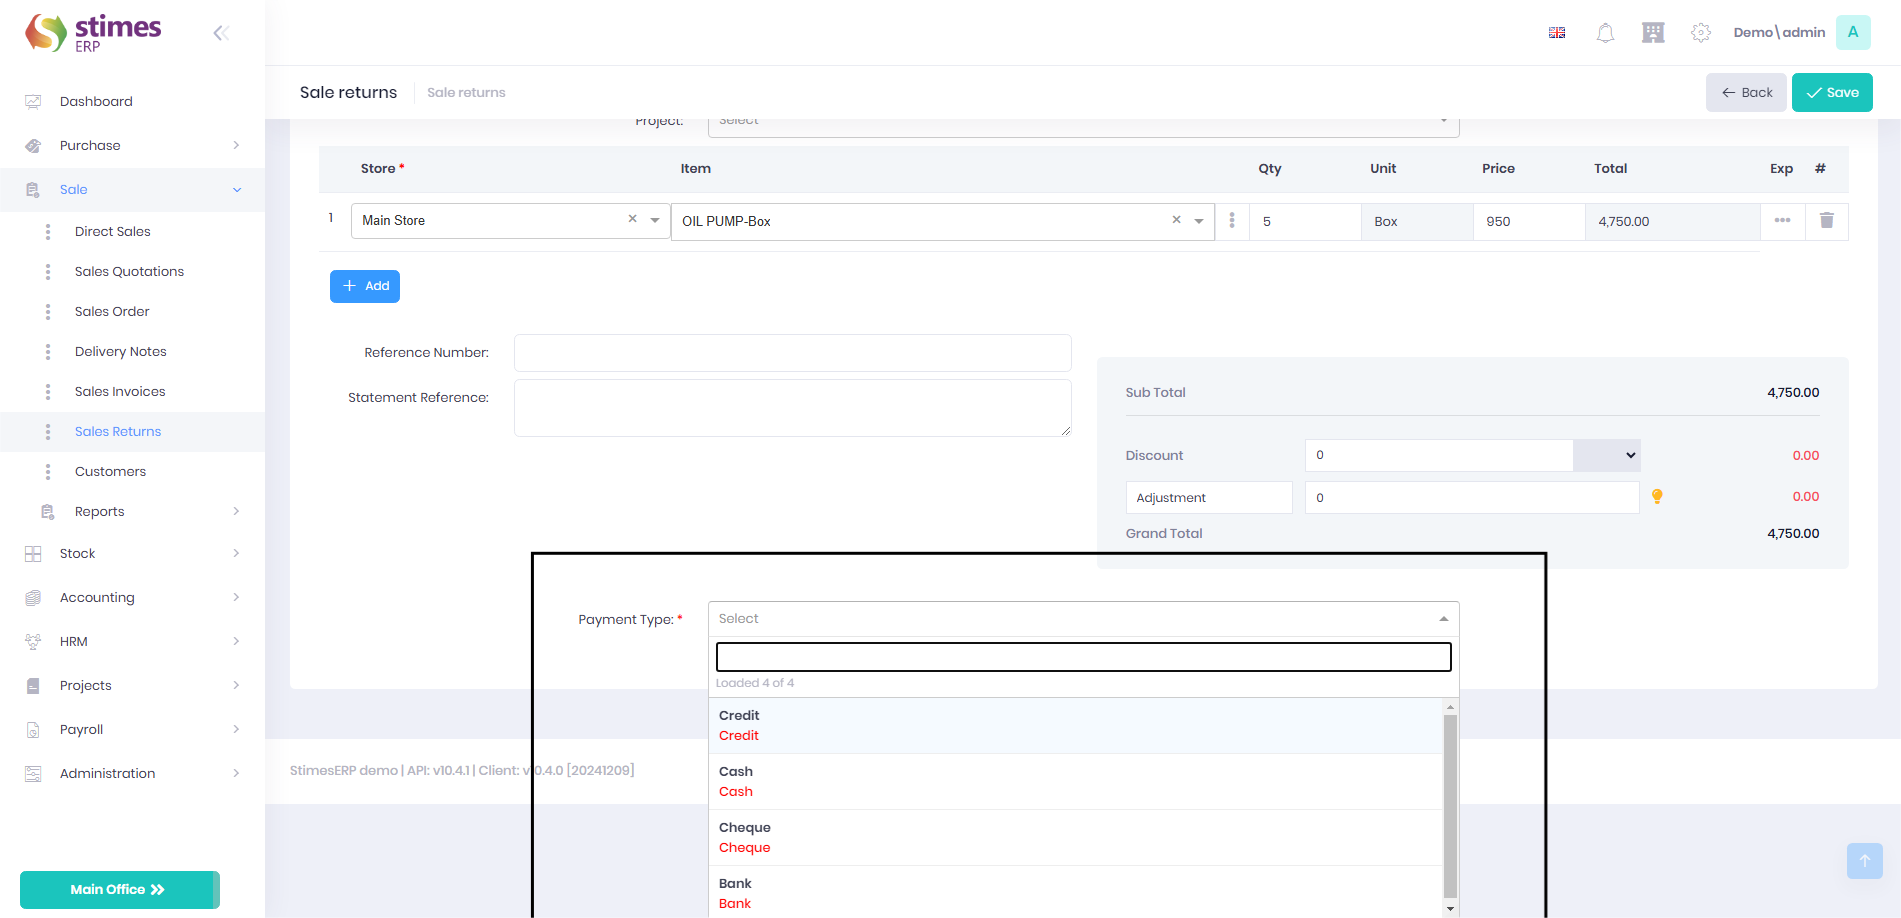 stimes
ERP
Demo\admin
A
Sale returns
Sale returns
Back
Save
Dashboard
Purchase
Sale
Direct Sales
Sales Quotations
Sales Order
Delivery Notes
Sales Invoices
Sales Returns
Customers
Reports
Stock
Accounting
HRM
Projects
Payroll
Administration
Main Office
Project:
Select
Store *
Item
Qty
Unit
Price
Total
Exp
#
1
Main Store
OIL PUMP-Box
5
Box
950
4,750.00
Add
Reference Number:
Statement Reference:
Sub Total
4,750.00
Discount
0
0.00
Adjustment
0
0.00
Grand Total
4,750.00
Payment Type: *
Select
Loaded 4 of 4
Credit
Credit
Cash
Cash
Cheque
Cheque
Bank
Bank
StimesERP demo | API: v10.4.1 | Client: v10.4.0 [20241209]